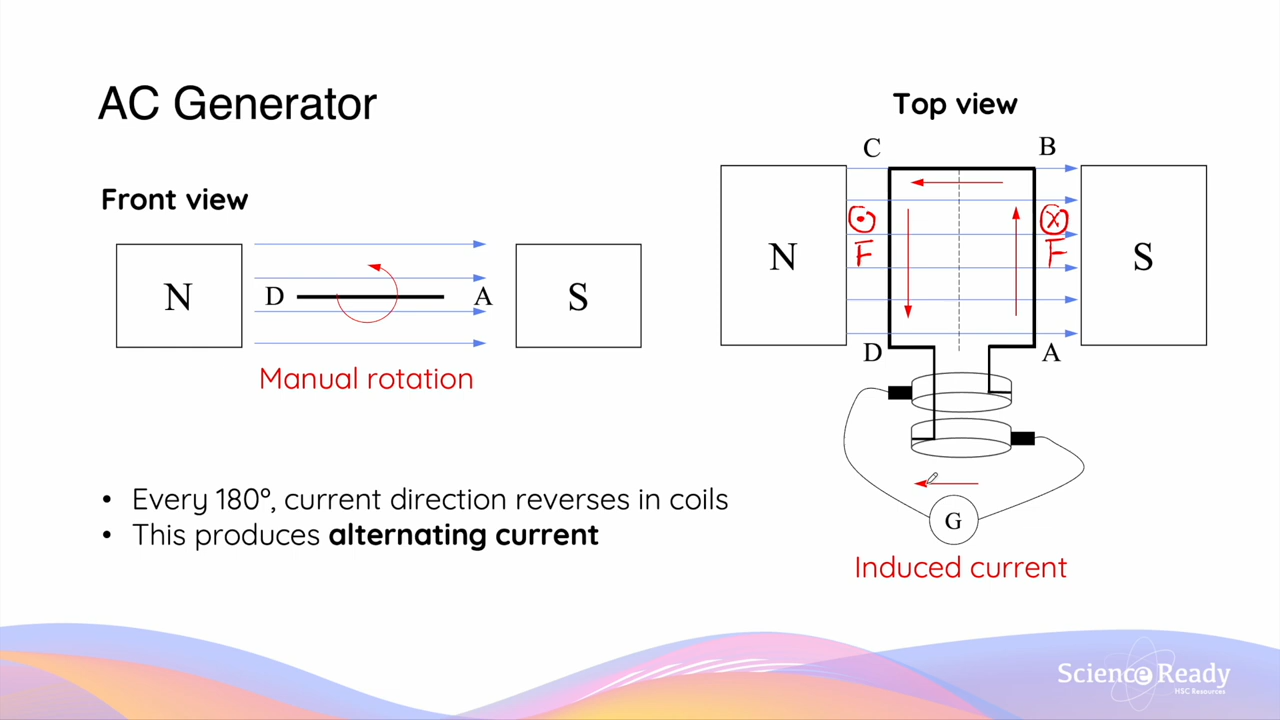 AC Generator
Top view
Front view
C
B
N
S
F
F
N
D
A
S
D
A
Manual rotation
• Every 180°, current direction reverses in coils
• This produces alternating current
G
Induced current
Science Ready
HSC Resources